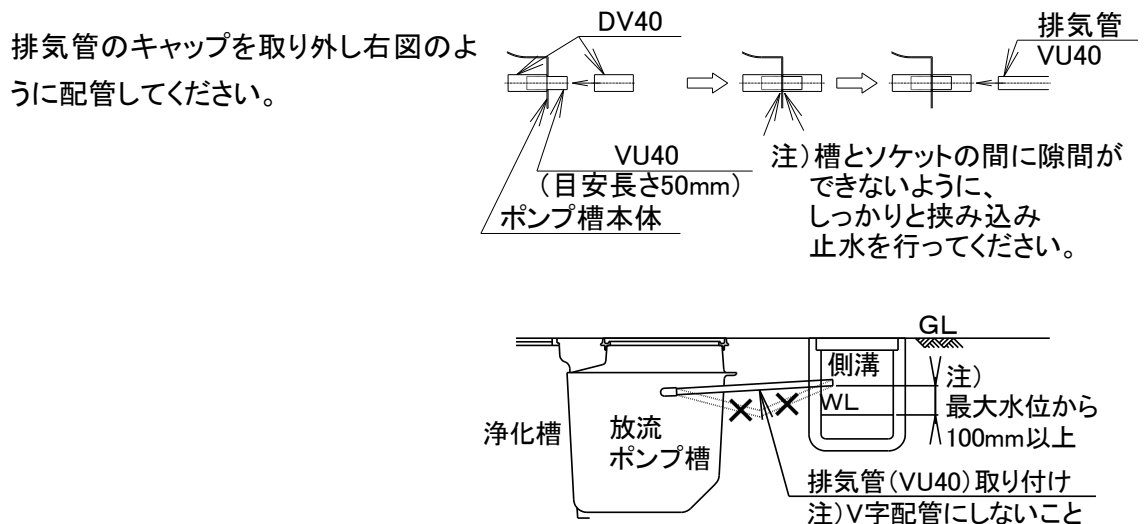 排気管のキャップを取り外し右図のよ
うに配管してください。
DV40
VU40
(目安長さ50mm)
ポンプ槽本体
注)槽とソケットの間に隙間が
できないように、
しっかりと挟み込み
止水を行ってください。
排気管
VU40
GL
側溝
WL
注)
最大水位から
100mm以上
浄化槽
放流
ポンプ槽
排気管(VU40)取り付け
注)V字配管にしないこと